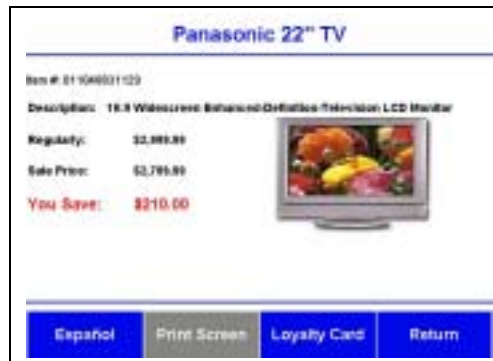 Panasonic 22" TV
Item #:
Description: 16:9 Widescreen Enhanced-Definition Television LCD Monitor
Regularly:
Sale Price:
You Save: $210.00
Español Print Screen Loyalty Card Return